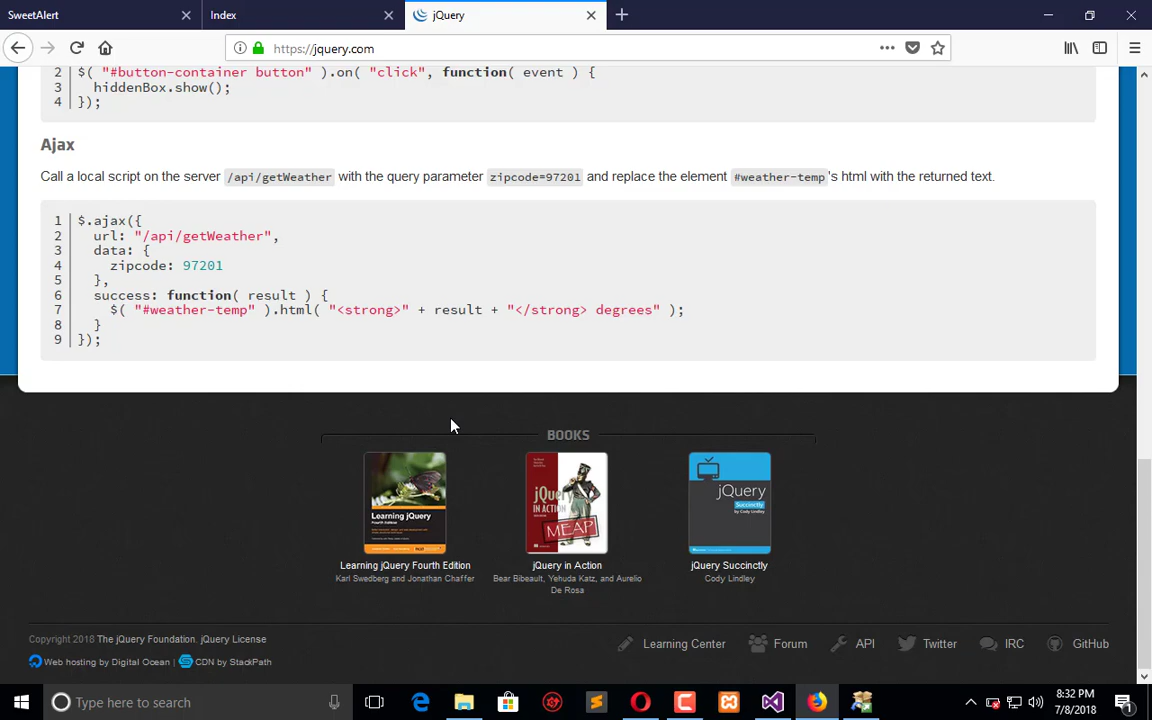 SweetAlert
Index
jQuery
https://jquery.com
2 $( "#button-container button" ).on( "click", function( event ) {
3 hiddenBox.show();
4 });
Ajax
Call a local script on the server /api/getWeather with the query parameter zipcode=97201 and replace the element #weather-temp's html with the returned text.
1 $.ajax({
2 url: "/api/getWeather",
3 data: {
4 zipcode: 97201
5 },
6 success: function( result ) {
7 $( "#weather-temp" ).html( "<strong>" + result + "</strong> degrees" );
8 }
9 });
BOOKS
Learning jQuery
Fourth Edition
jQuery
IN ACTION
MEAP
jQuery
Succinctly
by Cody Lindley
Learning jQuery Fourth Edition
Karl Swedberg and Jonathan Chaffer
jQuery in Action
Bear Bibeault, Yehuda Katz, and Aurelio
De Rosa
jQuery Succinctly
Cody Lindley
Copyright 2018 The jQuery Foundation. jQuery License
Web hosting by Digital Ocean | CDN by StackPath
Learning Center
Forum
API
Twitter
IRC
GitHub
Type here to search
8:32 PM
7/8/2018
1